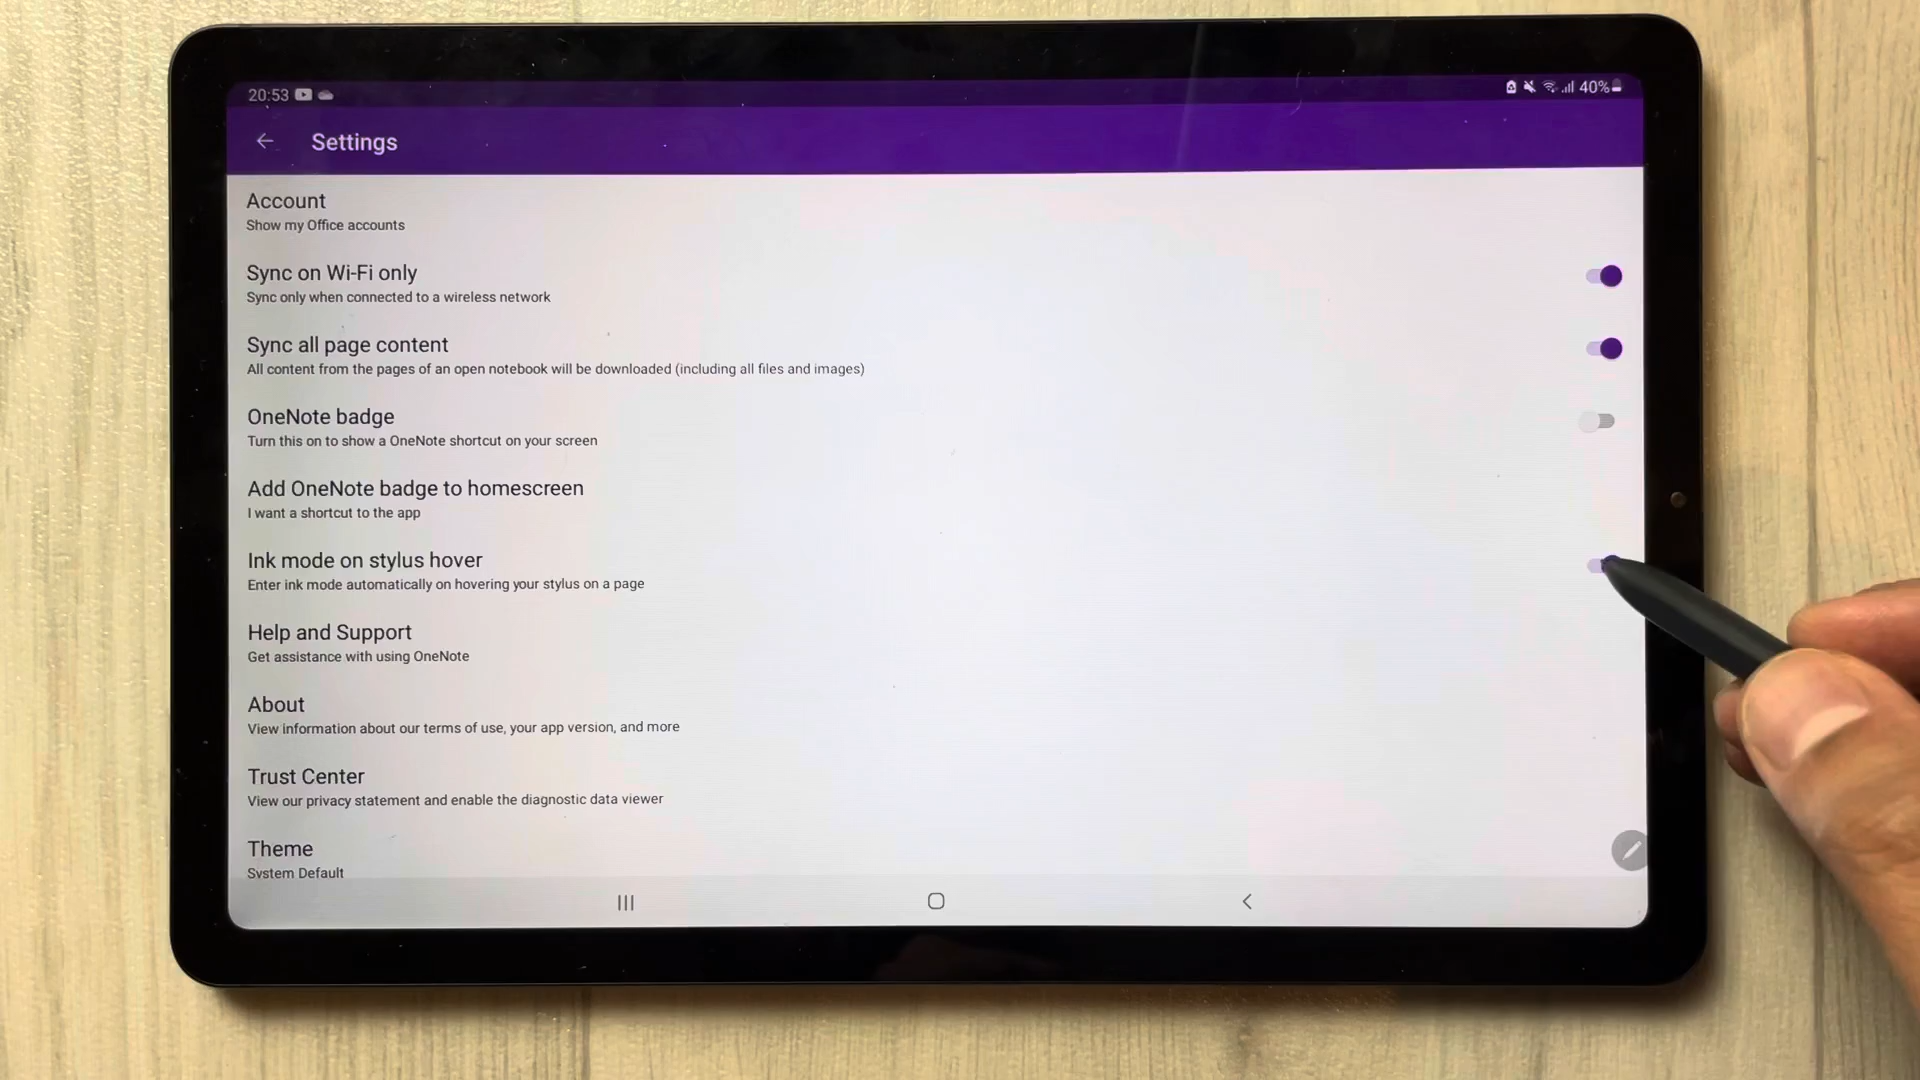 20:53
40%
Settings
Account
Show my Office accounts
Sync on Wi-Fi only
Sync only when connected to a wireless network
Sync all page content
All content from the pages of an open notebook will be downloaded (including all files and images)
OneNote badge
Turn this on to show a OneNote shortcut on your screen
Add OneNote badge to homescreen
I want a shortcut to the app
Ink mode on stylus hover
Enter ink mode automatically on hovering your stylus on a page
Help and Support
Get assistance with using OneNote
About
View information about our terms of use, your app version, and more
Trust Center
View our privacy statement and enable the diagnostic data viewer
Theme
System Default